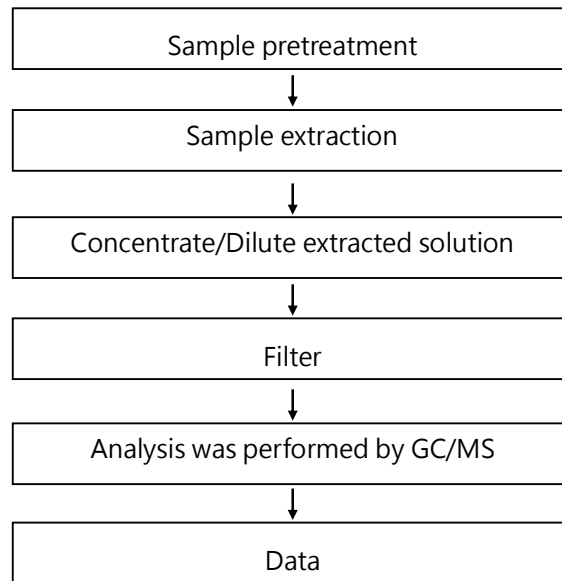 Sample pretreatment
Sample extraction
Concentrate/Dilute extracted solution
Filter
Analysis was performed by GC/MS
Data